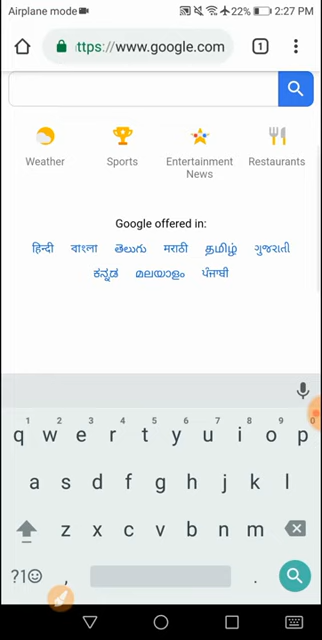 Airplane mode 22% 2:27 PM
ttps://www.google.com 1
Weather Sports Entertainment News Restaurants
Google offered in:
हिन्दी বাংলা తెలుగు मराठी தமிழ் ગુજરાતી
ಕನ್ನಡ മലയാളം ਪੰਜਾਬੀ
1 2 3 4 5 6 7 8 9 0
q w e r t y u i o p
a s d f g h j k l
z x c v b n m
?1☺ , .